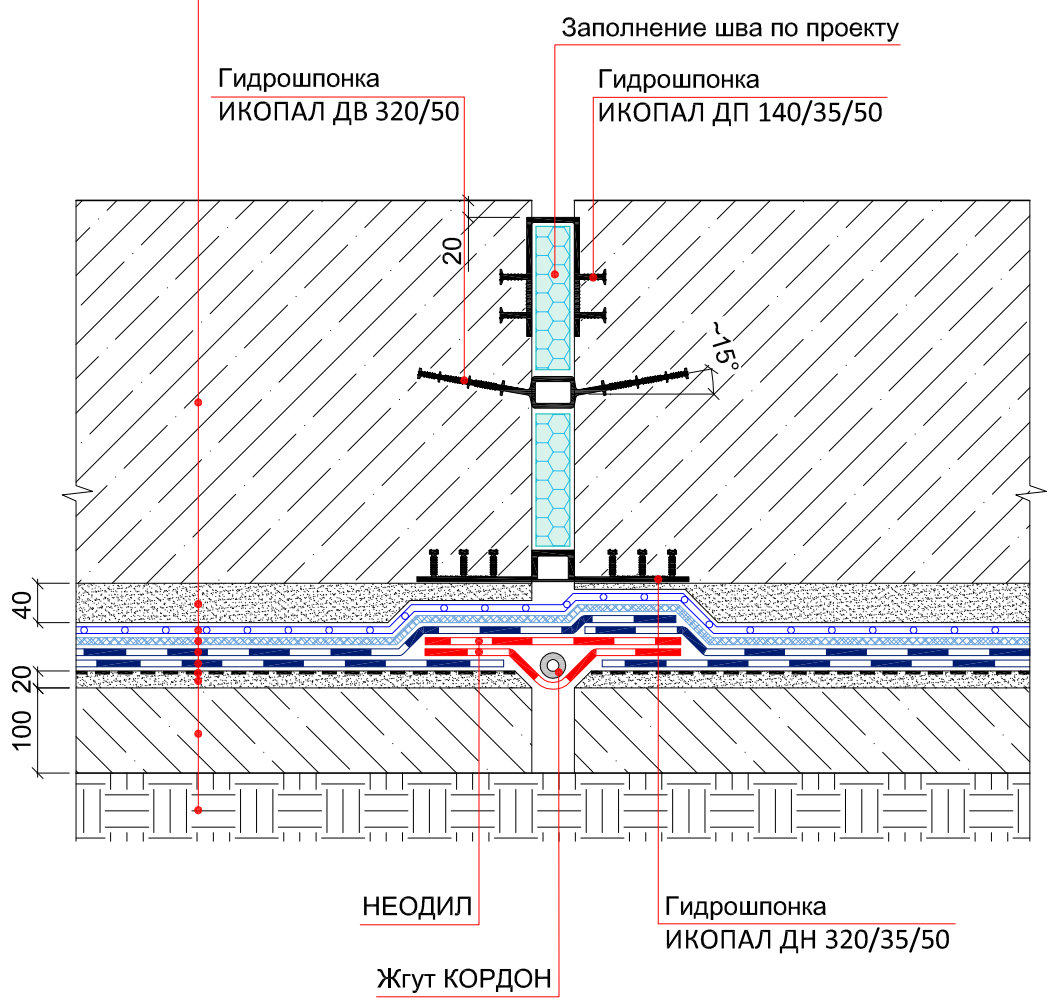 Заполнение шва по проекту
Гидрошпонка
ИКОПАЛ ДВ 320/50
Гидрошпонка
ИКОПАЛ ДП 140/35/50
20
~15°
40
20
100
НЕОДИЛ
Гидрошпонка
ИКОПАЛ ДН 320/35/50
Жгут КОРДОН